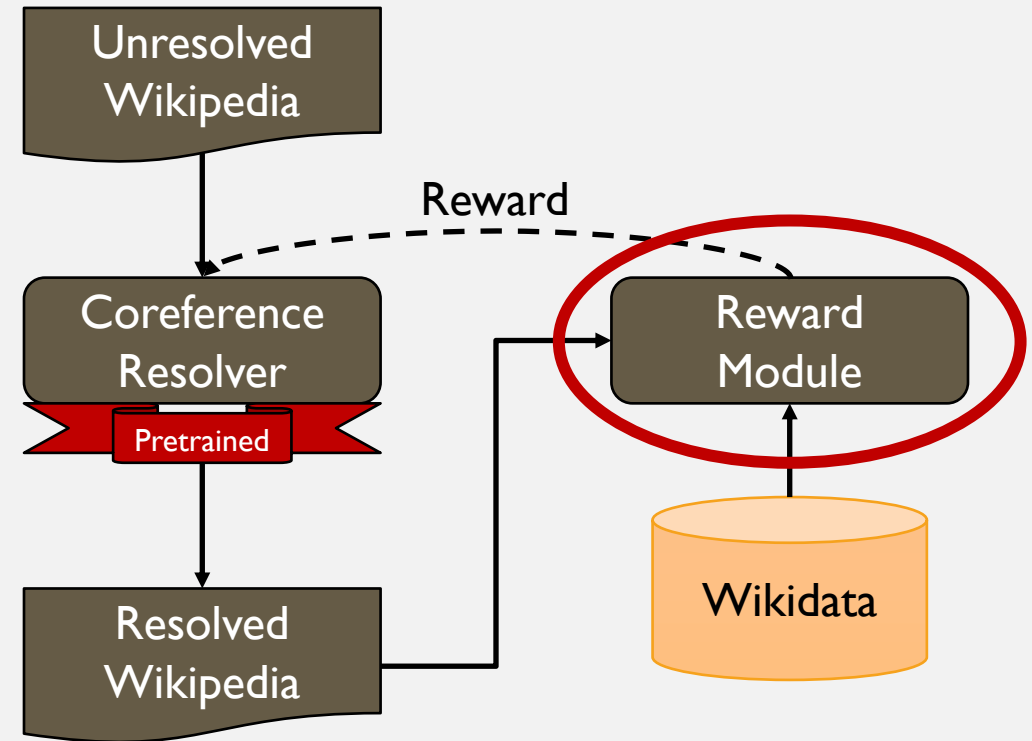 Unresolved
Wikipedia
Reward
Coreference
Resolver
Pretrained
Reward
Module
Wikidata
Resolved
Wikipedia